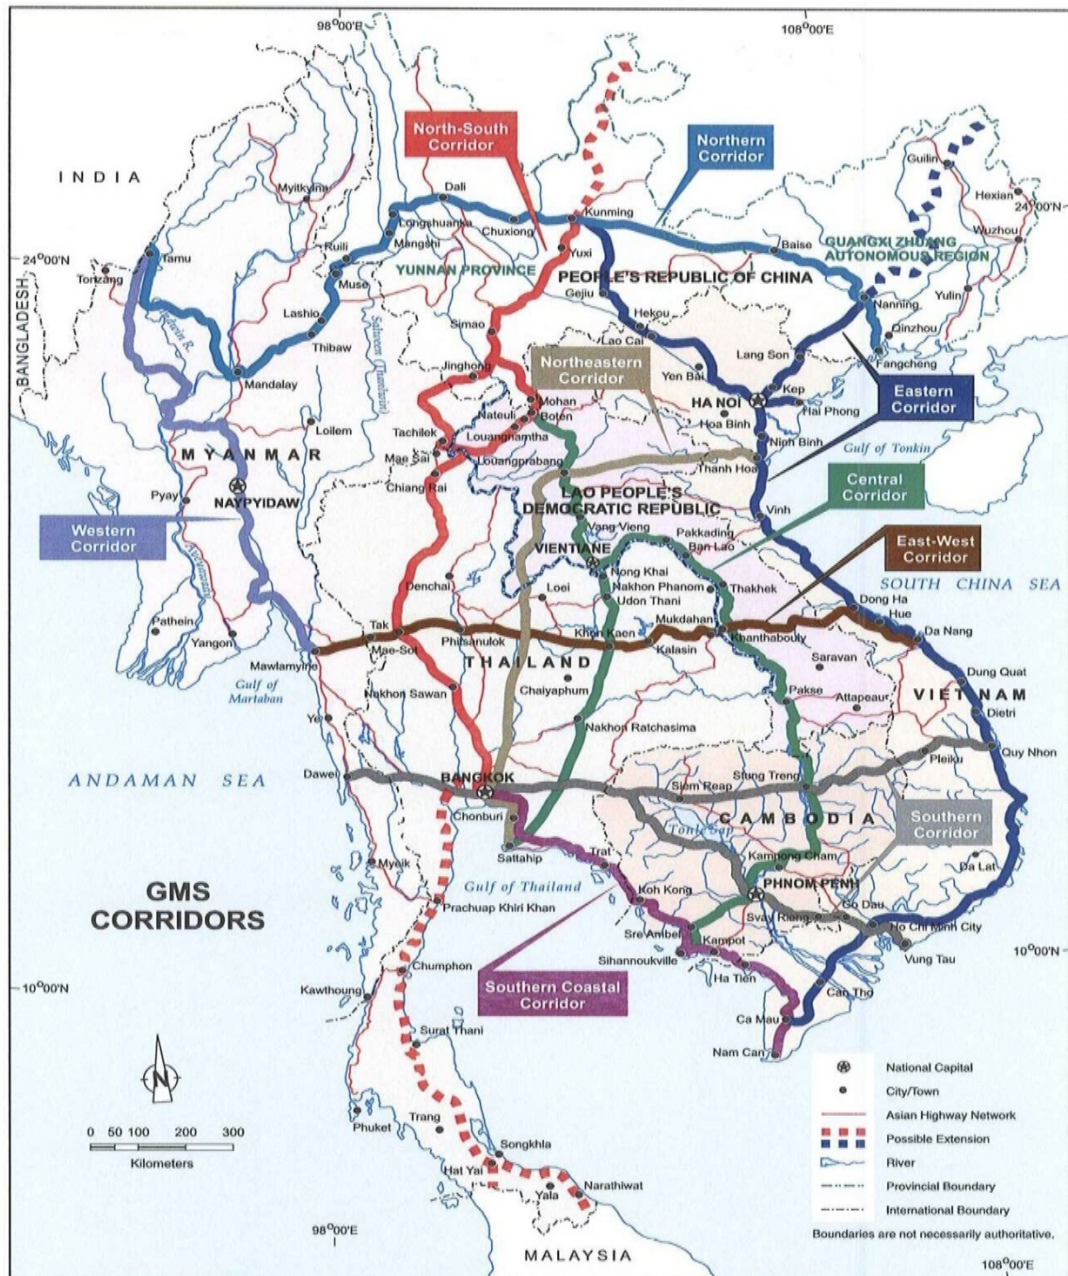 98°00'E
108°00'E
North-South
Corridor
Northern
Corridor
INDIA
Guilin
Hexian
24°00'N
Wuzhou
Myitkyina
Dali
Longshuanka
Kunming
Chuxiong
Mangshi
Ruili
Baise
GUANGXI ZHUANG
AUTONOMOUS REGION
24°00'N
Tamu
Yuxi
YUNNAN PROVINCE
PEOPLE'S REPUBLIC OF CHINA
Torizang
Muse
Gejiu
Nanning
Yulin
BANGLADESH
Lashio
Salween (Thanlwin)
Simao
Hekou
Lao Cai
Qinzhou
Thibaw
Lang Son
Fangcheng
Northeastern
Corridor
Jinghong
Yen Bai
Mandalay
Kep
Eastern
Corridor
Mohan
HA NOI
Hai Phong
Nateuli
Boten
Hoa Binh
Loilem
Louangnamtha
Tachilek
Ninh Binh
Gulf of
Tonkin
MYANMAR
Mae Sai
Louangprabang
Thanh Hoa
Chiang Rai
Central
Corridor
Pyay
NAYPYIDAW
LAO PEOPLE'S
DEMOCRATIC REPUBLIC
Vinh
Western
Corridor
Vang Vieng
Pakkading
Ban Lao
East-West
Corridor
VIENTIANE
Nong Khai
Denchai
Loei
Nakhon Phanom
Thakhek
SOUTH CHINA SEA
Udon Thani
Dong Ha
Pathein
Yangon
Tak
Mukdahan
Hue
Phitsanulok
Khon Kaen
Khanthabouly
Da Nang
Mawlamyine
Mae-Sot
Kalasin
THAILAND
Saravan
Gulf of
Martaban
Nakhon Sawan
Chaiyaphum
Dung Quat
Pakse
Attapeu
VIET NAM
Dietri
Ye
Nakhon Ratchasima
Quy Nhon
ANDAMAN SEA
Dawei
BANGKOK
Stung Treng
Pleiku
Siem Reap
Chonburi
CAMBODIA
Southern
Corridor
Tonle Sap
Sattahip
Trat
Kampong Cham
Myeik
Da Lat
GMS
CORRIDORS
Gulf of Thailand
Koh Kong
PHNOM PENH
Prachuap Khiri Khan
Go Dau
Svay Rieng
Ho Chi Minh City
Sre Ambel
Kampot
Vung Tau
10°00'N
Sihannoukville
Chumphon
Southern Coastal
Corridor
Ha Tien
Kawthoung
10°00'N
Can Tho
Ca Mau
Surat Thani
Nam Can
N
National Capital
City/Town
Asian Highway Network
Possible Extension
River
Provincial Boundary
International Boundary
Boundaries are not necessarily authoritative.
0 50 100 200 300
Kilometers
Phuket
Trang
Songkhla
Hat Yai
Yala
Narathiwat
98°00'E
MALAYSIA
108°00'E